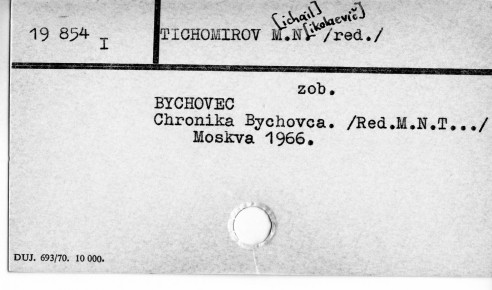 19 854 I
TICHOMIROV M.[ichail] N.[ikolaevič] /red./
zob.
BYCHOVEC
Chronika Bychovca. /Red.M.N.T.../
Moskva 1966.
DUJ. 693/70. 10 000.